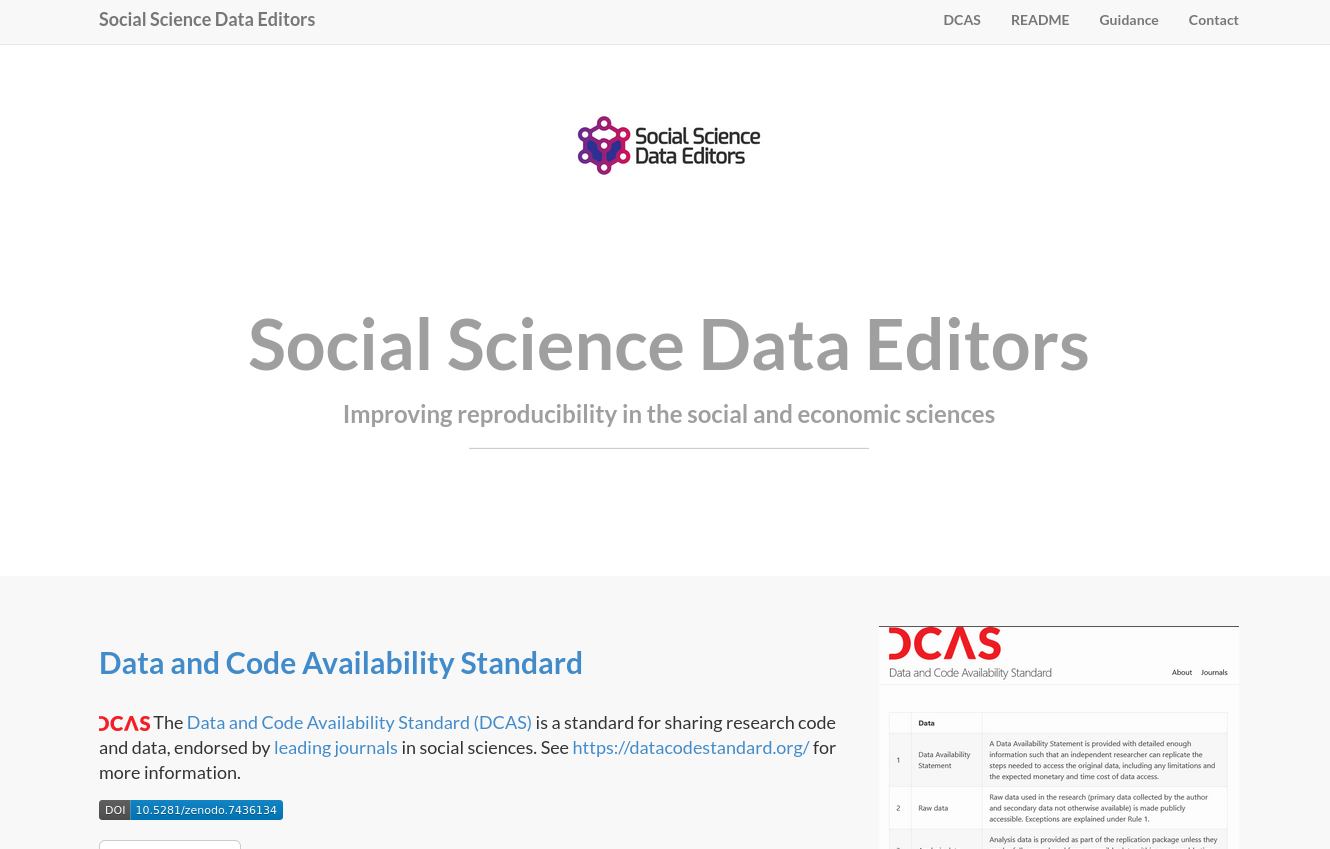 Social Science Data Editors
DCAS README Guidance Contact
Social Science
Data Editors
Social Science Data Editors
Improving reproducibility in the social and economic sciences
Data and Code Availability Standard
DCAS The Data and Code Availability Standard (DCAS) is a standard for sharing research code
and data, endorsed by leading journals in social sciences. See https://datacodestandard.org/ for
more information.
DOI 10.5281/zenodo.7436134
DCAS
Data and Code Availability Standard
About Journals
Data
1
Data Availability
Statement
A Data Availability Statement is provided with detailed enough
information such that an independent researcher can replicate the
steps needed to access the original data, including any limitations and
the expected monetary and time cost of data access.
2
Raw data
Raw data used in the research (primary data collected by the author
and secondary data not otherwise available) is made publicly
accessible. Exceptions are explained under Rule 1.
Analysis data is provided as part of the replication package unless they